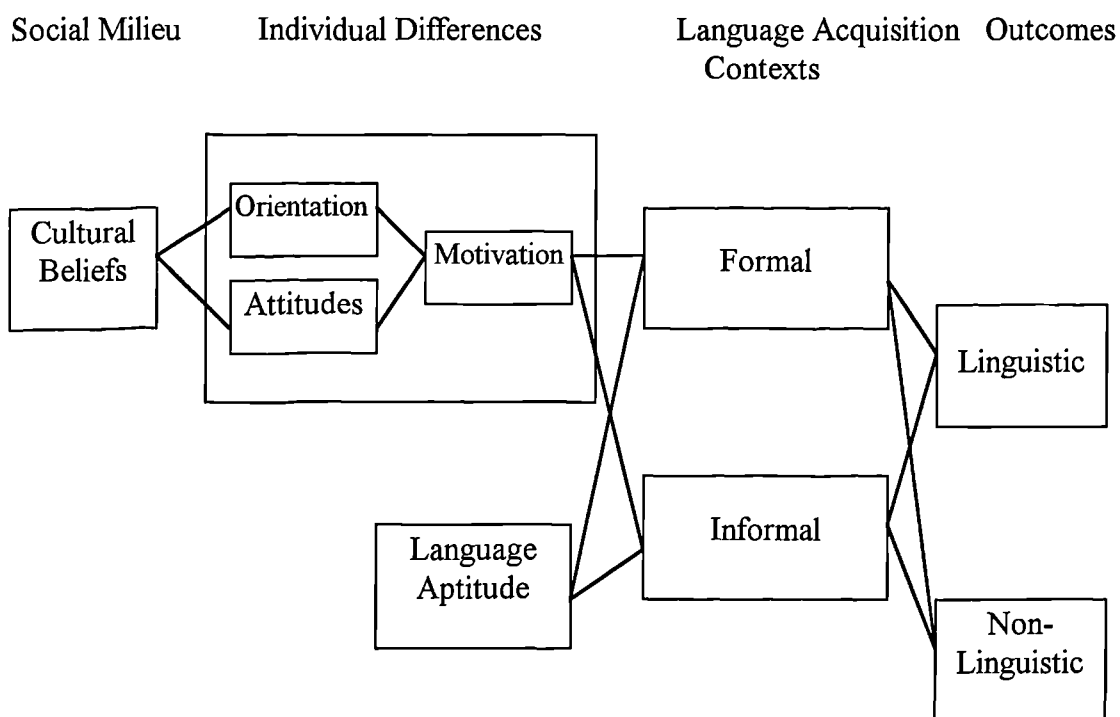 Social Milieu
Individual Differences
Language Acquisition
Contexts
Outcomes
Cultural
Beliefs
Orientation
Attitudes
Motivation
Language
Aptitude
Formal
Informal
Linguistic
Non-
Linguistic